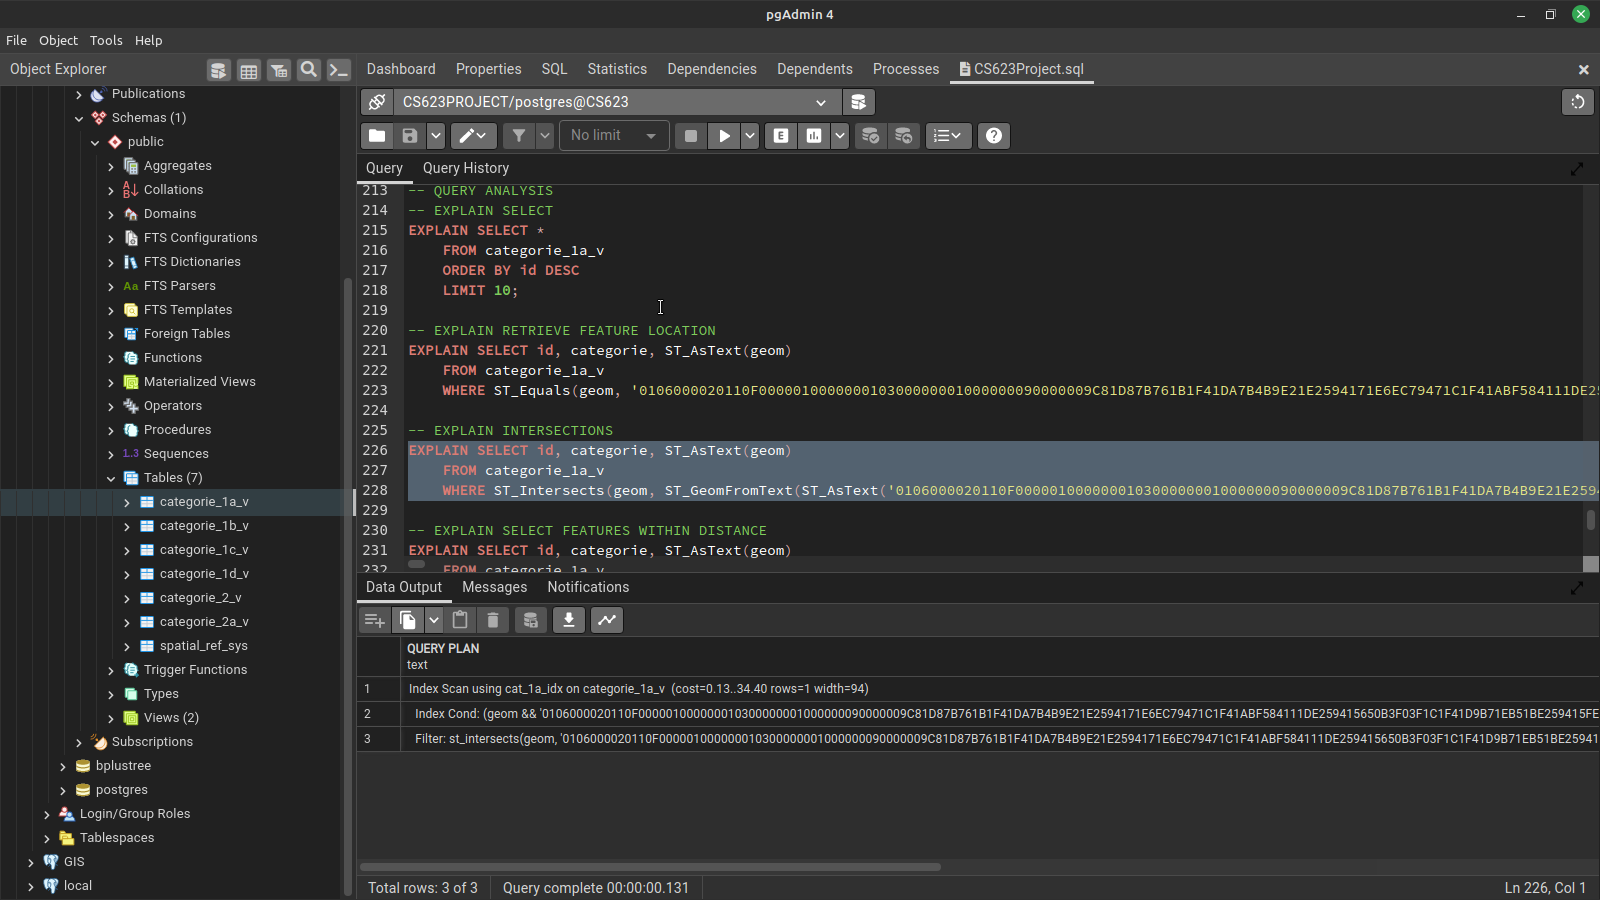 pgAdmin 4
File Object Tools Help
Object Explorer
Dashboard Properties SQL Statistics Dependencies Dependents Processes CS623Project.sql
Publications
Schemas (1)
public
Aggregates
Collations
Domains
FTS Configurations
FTS Dictionaries
Aa FTS Parsers
FTS Templates
Foreign Tables
Functions
Materialized Views
Operators
Procedures
1.3 Sequences
Tables (7)
categorie_1a_v
categorie_1b_v
categorie_1c_v
categorie_1d_v
categorie_2_v
categorie_2a_v
spatial_ref_sys
Trigger Functions
Types
Views (2)
Subscriptions
bplustree
postgres
Login/Group Roles
Tablespaces
GIS
local
CS623PROJECT/postgres@CS623
No limit
E
Query Query History
213 -- QUERY ANALYSIS
214 -- EXPLAIN SELECT
215 EXPLAIN SELECT *
216 FROM categorie_1a_v
217 ORDER BY id DESC
218 LIMIT 10;
219
220 -- EXPLAIN RETRIEVE FEATURE LOCATION
221 EXPLAIN SELECT id, categorie, ST_AsText(geom)
222 FROM categorie_1a_v
223 WHERE ST_Equals(geom, '0106000020110F00000100000001030000000100000009000000​9C81D87B761B1F41DA7B4B9E21E2594171E6EC79471C1F41ABF584111DE25
224
225 -- EXPLAIN INTERSECTIONS
226 EXPLAIN SELECT id, categorie, ST_AsText(geom)
227 FROM categorie_1a_v
228 WHERE ST_Intersects(geom, ST_GeomFromText(ST_AsText('0106000020110F000001000000010300000001000000090000009C81D87B761B1F41DA7B4B9E21E2594
229
230 -- EXPLAIN SELECT FEATURES WITHIN DISTANCE
231 EXPLAIN SELECT id, categorie, ST_AsText(geom)
232 FROM categorie_1a_v
Data Output Messages Notifications
QUERY PLAN
text
1 Index Scan using cat_1a_idx on categorie_1a_v (cost=0.13..34.40 rows=1 width=94)
2 Index Cond: (geom && '0106000020110F000001000000010300000001000000090000009C81D87B761B1F41DA7B4B9E21E2594171E6EC79471C1F41ABF584111DE259415650B3F03F1C1F41D9B71EB51BE259415FE
3 Filter: st_intersects(geom, '0106000020110F000001000000010300000001000000090000009C81D87B761B1F41DA7B4B9E21E2594171E6EC79471C1F41ABF584111DE259415650B3F03F1C1F41D9B71EB51BE25941
Total rows: 3 of 3 Query complete 00:00:00.131 Ln 226, Col 1